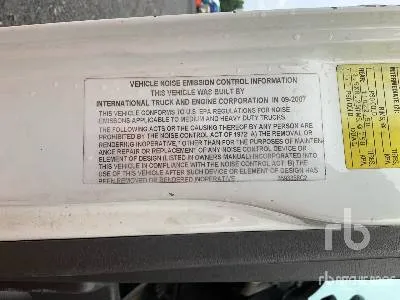 VEHICLE NOISE EMISSION CONTROL INFORMATION
THIS VEHICLE WAS BUILT BY
INTERNATIONAL TRUCK AND ENGINE CORPORATION IN 09-2007
THIS VEHICLE CONFORMS TO U.S. EPA REGULATIONS FOR NOISE
EMISSIONS APPLICABLE TO MEDIUM AND HEAVY DUTY TRUCKS.
THE FOLLOWING ACTS OR THE CAUSING THEREOF BY ANY PERSON ARE
PROHIBITED BY THE NOISE CONTROL ACT OF 1972 A) THE REMOVAL OR
RENDERING INOPERATIVE, OTHER THAN FOR THE PURPOSES OF MAINTEN-
ANCE REPAIR OR REPLACEMENT OF ANY NOISE CONTROL DEVICE OR
ELEMENT OF DESIGN (LISTED IN OWNERS MANUAL) INCORPORATED INTO
THIS VEHICLE IN COMPLIANCE WITH THE NOISE CONTROL ACT; B) THE
USE OF A VEHICLE AFTER SUCH DEVICE OR ELEMENT OF DESIGN HAS
BEEN REMOVED OR RENDERED INOPERATIVE
INTERMEDIATE
REAR
TIRES
rb
rbassets